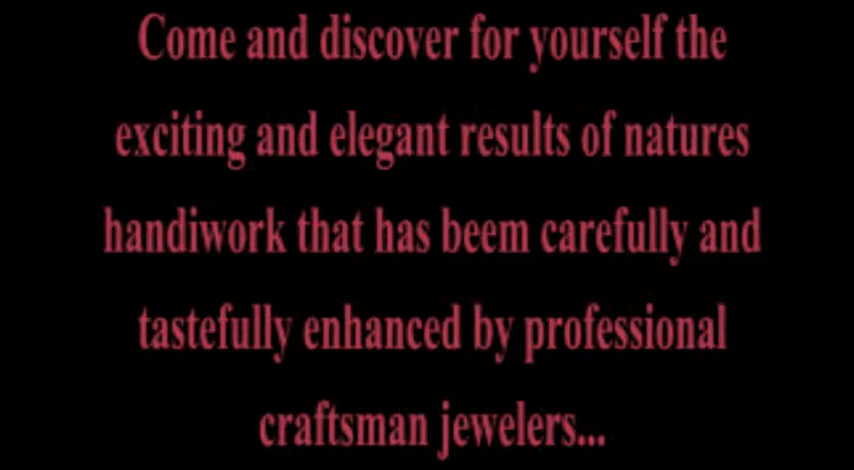 Come and discover for yourself the
exciting and elegant results of natures
handiwork that has beem carefully and
tastefully enhanced by professional
craftsman jewelers...